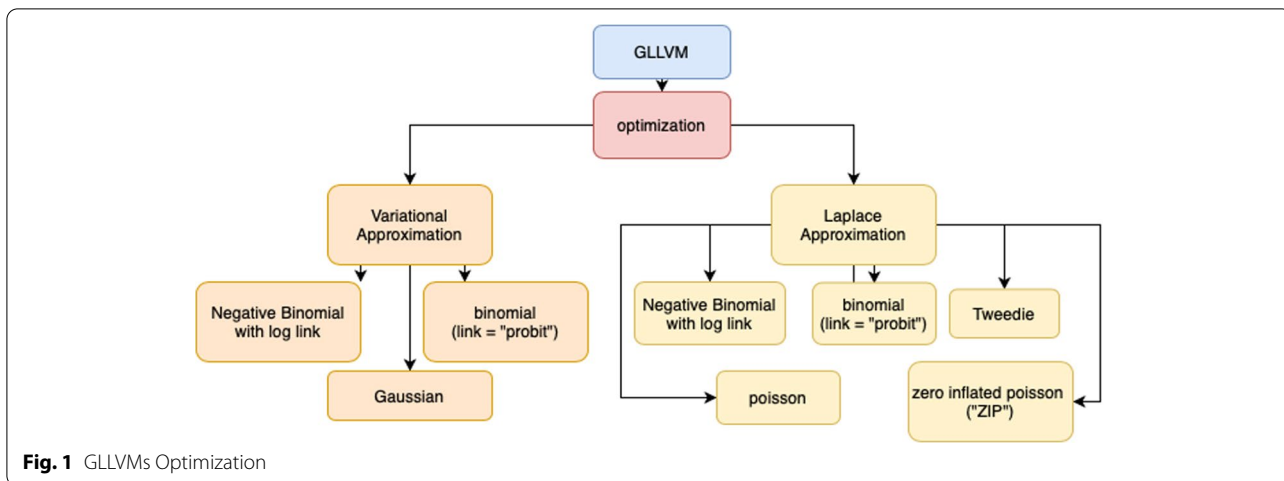 GLLVM
optimization
Variational
Approximation
Laplace
Approximation
Negative Binomial
with log link
binomial
(link = "probit")
Gaussian
Negative Binomial
with log link
binomial
(link = "probit")
Tweedie
poisson
zero inflated poisson
("ZIP")
Fig. 1 GLLVMs Optimization